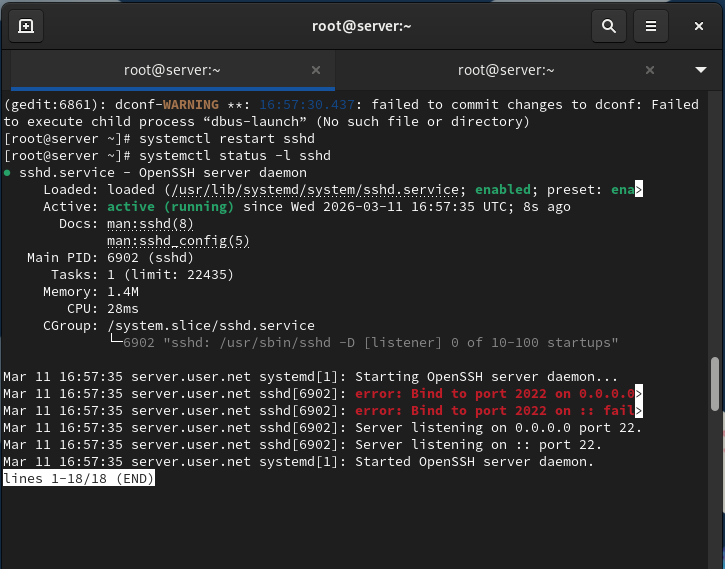 root@server:~
root@server:~
root@server:~
(gedit:6861): dconf-WARNING **: 16:57:30.437: failed to commit changes to dconf: Failed
to execute child process “dbus-launch” (No such file or directory)
[root@server ~]# systemctl restart sshd
[root@server ~]# systemctl status -l sshd
● sshd.service - OpenSSH server daemon
Loaded: loaded (/usr/lib/systemd/system/sshd.service; enabled; preset: ena>
Active: active (running) since Wed 2026-03-11 16:57:35 UTC; 8s ago
Docs: man:sshd(8)
man:sshd_config(5)
Main PID: 6902 (sshd)
Tasks: 1 (limit: 22435)
Memory: 1.4M
CPU: 28ms
CGroup: /system.slice/sshd.service
└─6902 "sshd: /usr/sbin/sshd -D [listener] 0 of 10-100 startups"
Mar 11 16:57:35 server.user.net systemd[1]: Starting OpenSSH server daemon...
Mar 11 16:57:35 server.user.net sshd[6902]: error: Bind to port 2022 on 0.0.0.0>
Mar 11 16:57:35 server.user.net sshd[6902]: error: Bind to port 2022 on :: fail>
Mar 11 16:57:35 server.user.net sshd[6902]: Server listening on 0.0.0.0 port 22.
Mar 11 16:57:35 server.user.net sshd[6902]: Server listening on :: port 22.
Mar 11 16:57:35 server.user.net systemd[1]: Started OpenSSH server daemon.
lines 1-18/18 (END)